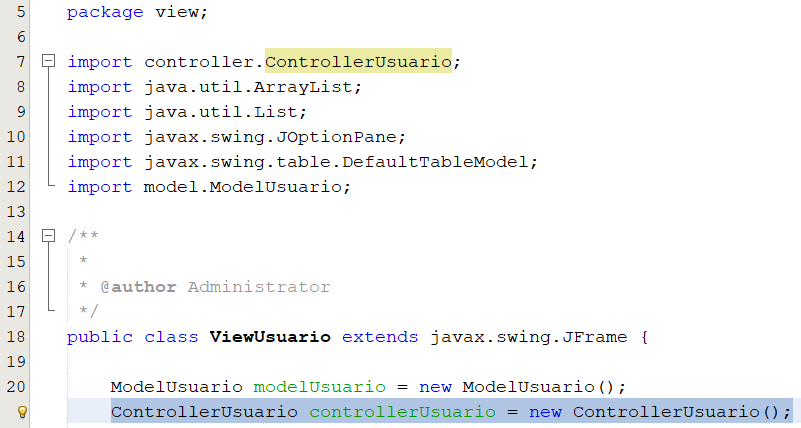 5 package view;
6
7 import controller.ControllerUsuario;
8 import java.util.ArrayList;
9 import java.util.List;
10 import javax.swing.JOptionPane;
11 import javax.swing.table.DefaultTableModel;
12 import model.ModelUsuario;
13
14 /**
15 *
16 * @author Administrator
17 */
18 public class ViewUsuario extends javax.swing.JFrame {
19
20 ModelUsuario modelUsuario = new ModelUsuario();
ControllerUsuario controllerUsuario = new ControllerUsuario();